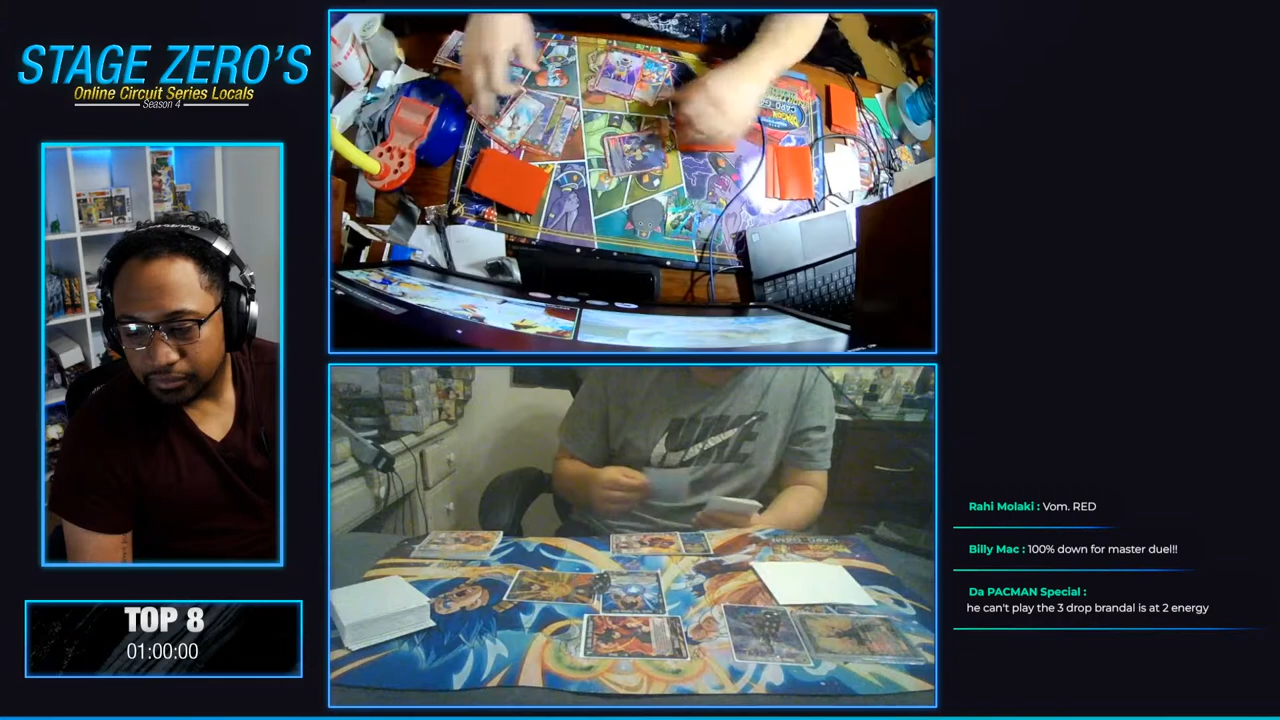 STAGE ZERO'S
Online Circuit Series Locals
Season 4
TOP 8
01:00:00
NIKE
Rahi Molaki : Vom. RED
Billy Mac : 100% down for master duel!!
Da PACMAN Special :
he can't play the 3 drop brandal is at 2 energy